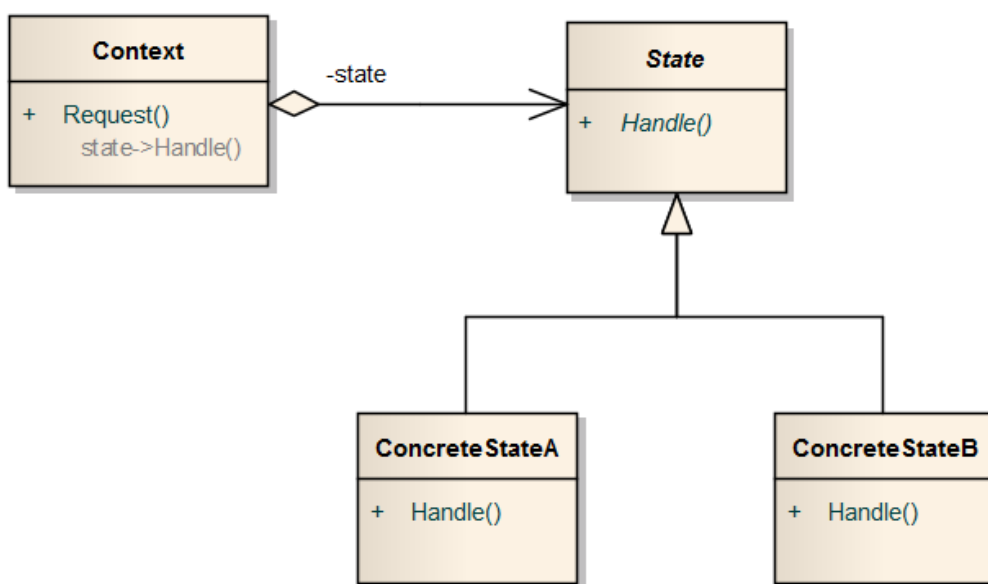 Context
+ Request()
state->Handle()
-state
State
+ Handle()
ConcreteStateA
+ Handle()
ConcreteStateB
+ Handle()